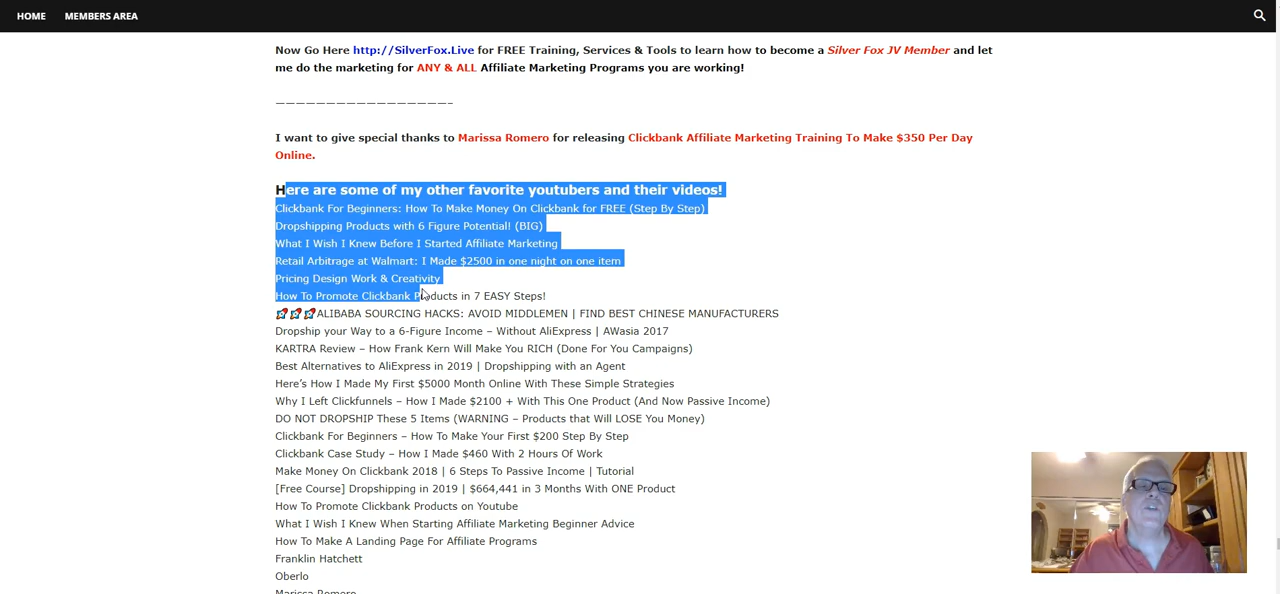 HOME MEMBERS AREA
Now Go Here http://SilverFox.Live for FREE Training, Services & Tools to learn how to become a Silver Fox JV Member and let
me do the marketing for ANY & ALL Affiliate Marketing Programs you are working!
——————————————————–
I want to give special thanks to Marissa Romero for releasing Clickbank Affiliate Marketing Training To Make $350 Per Day
Online.
Here are some of my other favorite youtubers and their videos!
Clickbank For Beginners: How To Make Money On Clickbank for FREE (Step By Step)
Dropshipping Products with 6 Figure Potential! (BIG)
What I Wish I Knew Before I Started Affiliate Marketing
Retail Arbitrage at Walmart: I Made $2500 in one night on one item
Pricing Design Work & Creativity
How To Promote Clickbank Products in 7 EASY Steps!
🚀🚀🚀ALIBABA SOURCING HACKS: AVOID MIDDLEMEN | FIND BEST CHINESE MANUFACTURERS
Dropship your Way to a 6-Figure Income – Without AliExpress | AWasia 2017
KARTRA Review – How Frank Kern Will Make You RICH (Done For You Campaigns)
Best Alternatives to AliExpress in 2019 | Dropshipping with an Agent
Here’s How I Made My First $5000 Month Online With These Simple Strategies
Why I Left Clickfunnels – How I Made $2100 + With This One Product (And Now Passive Income)
DO NOT DROPSHIP These 5 Items (WARNING – Products that Will LOSE You Money)
Clickbank For Beginners – How To Make Your First $200 Step By Step
Clickbank Case Study – How I Made $460 With 2 Hours Of Work
Make Money On Clickbank 2018 | 6 Steps To Passive Income | Tutorial
[Free Course] Dropshipping in 2019 | $664,441 in 3 Months With ONE Product
How To Promote Clickbank Products on Youtube
What I Wish I Knew When Starting Affiliate Marketing Beginner Advice
How To Make A Landing Page For Affiliate Programs
Franklin Hatchett
Oberlo
Marissa Romero